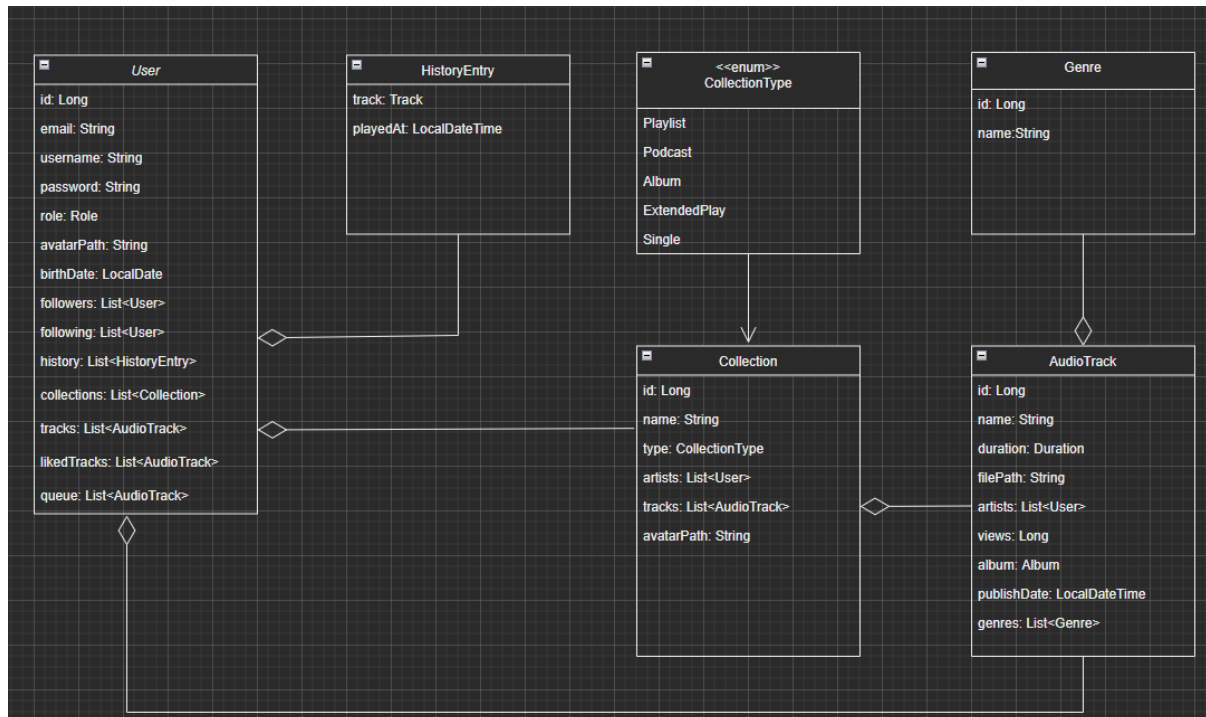 User
id: Long
email: String
username: String
password: String
role: Role
avatarPath: String
birthDate: LocalDate
followers: List<User>
following: List<User>
history: List<HistoryEntry>
collections: List<Collection>
tracks: List<AudioTrack>
likedTracks: List<AudioTrack>
queue: List<AudioTrack>
HistoryEntry
track: Track
playedAt: LocalDateTime
<<enum>>
CollectionType
Playlist
Podcast
Album
ExtendedPlay
Single
Genre
id: Long
name:String
Collection
id: Long
name: String
type: CollectionType
artists: List<User>
tracks: List<AudioTrack>
avatarPath: String
AudioTrack
id: Long
name: String
duration: Duration
filePath: String
artists: List<User>
views: Long
album: Album
publishDate: LocalDateTime
genres: List<Genre>